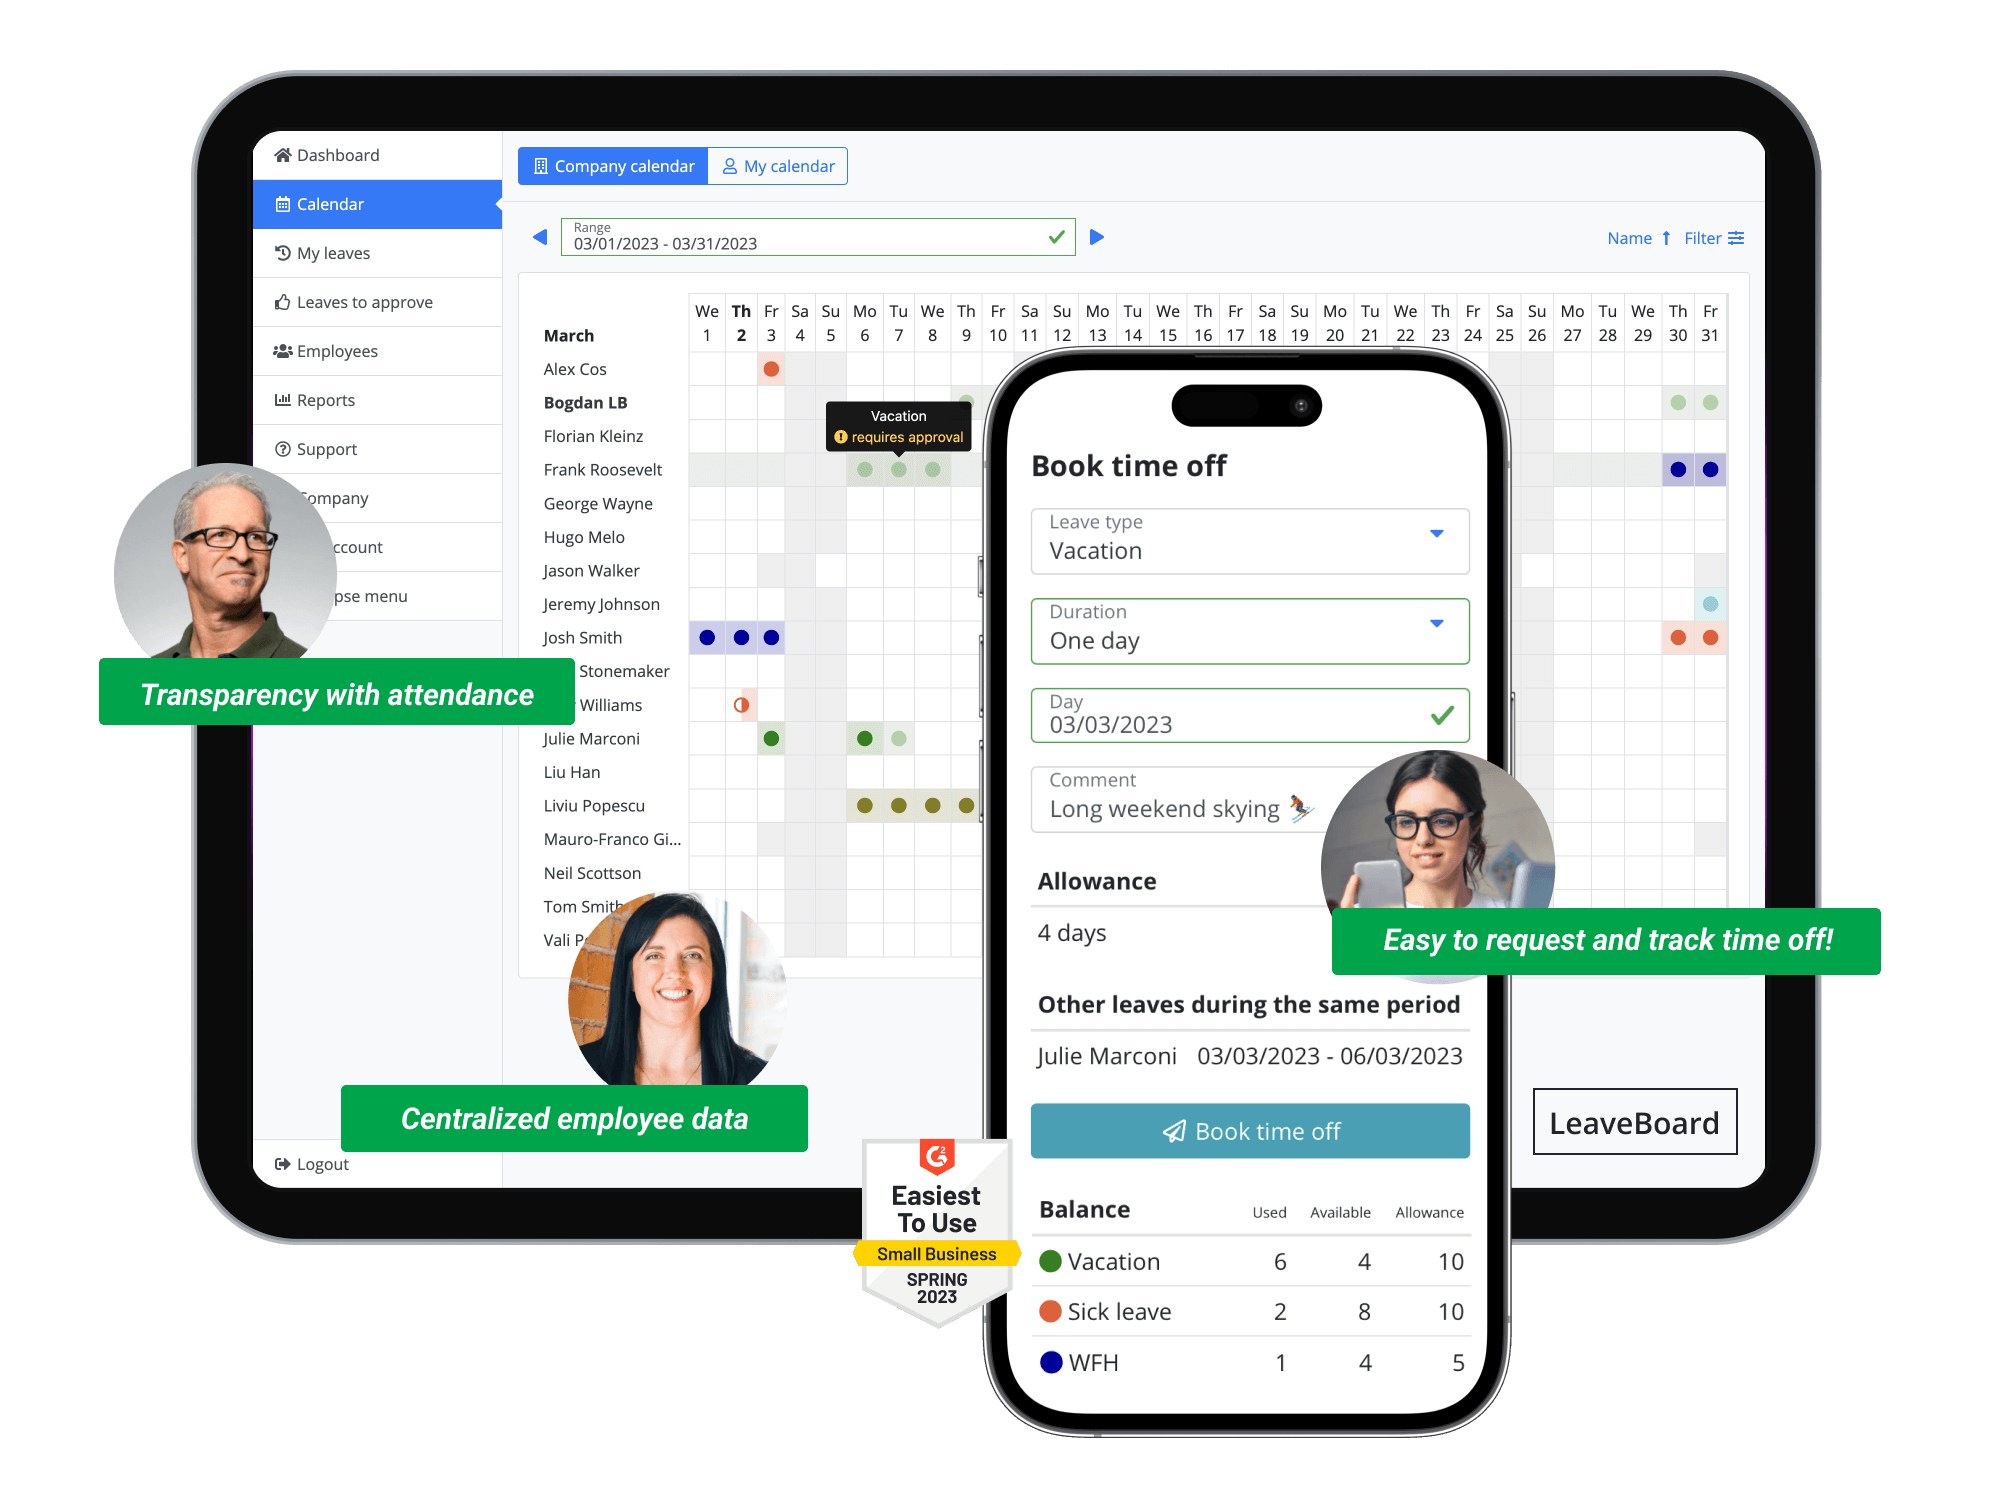 Dashboard
Calendar
My leaves
Leaves to approve
Employees
Reports
Support
menu
Logout
Company calendar
My calendar
Range
03/01/2023 - 03/31/2023
Name
Filter
We Th Fr Sa Su Mo Tu We Th Fr Sa Su Mo Tu We Th Fr Sa Su Mo Tu We Th Fr Sa Su Mo Tu We Th Fr
March 1 2 3 4 5 6 7 8 9 10 11 12 13 14 15 16 17 18 19 20 21 22 23 24 25 26 27 28 29 30 31
Alex Cos
Bogdan LB
Florian Kleinz
Frank Roosevelt
George Wayne
Hugo Melo
Jason Walker
Jeremy Johnson
Josh Smith
Stonemaker
Williams
Julie Marconi
Liu Han
Liviu Popescu
Mauro-Franco Gi...
Neil Scottson
Tom Smith
Vali
Vacation
requires approval
Transparency with attendance
Centralized employee data
Easiest
To Use
Small Business
SPRING
2023
Book time off
Leave type
Vacation
Duration
One day
Day
03/03/2023
Comment
Long weekend skying
Allowance
4 days
Other leaves during the same period
Julie Marconi 03/03/2023 - 06/03/2023
Book time off
Balance Used Available Allowance
Vacation 6 4 10
Sick leave 2 8 10
WFH 1 4 5
Easy to request and track time off!
LeaveBoard